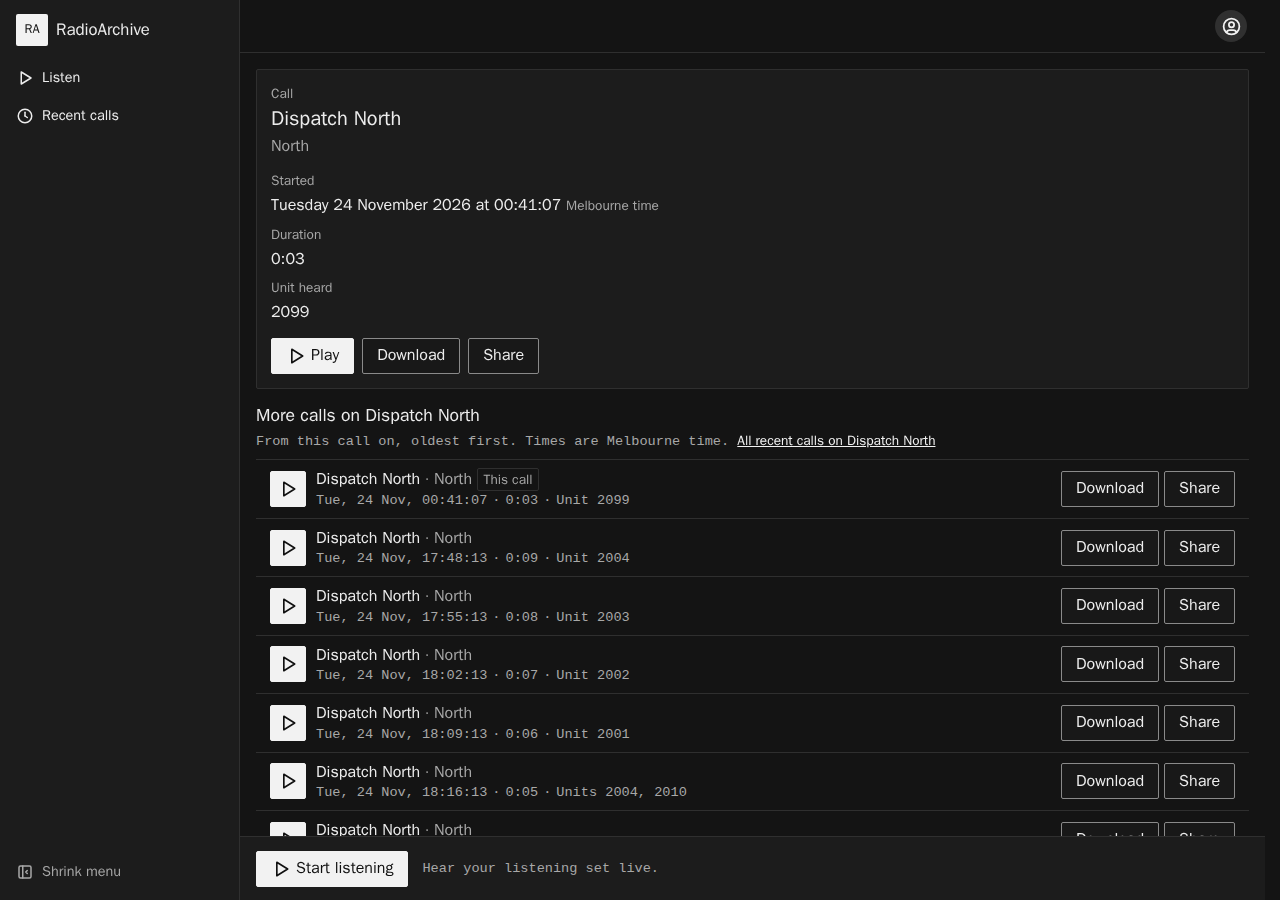 RA RadioArchive
Listen
Recent calls
Call
Dispatch North
North
Started
Tuesday 24 November 2026 at 00:41:07 Melbourne time
Duration
0:03
Unit heard
2099
Play Download Share
More calls on Dispatch North
From this call on, oldest first. Times are Melbourne time. All recent calls on Dispatch North
Dispatch North · North This call
Tue, 24 Nov, 00:41:07 · 0:03 · Unit 2099
Download Share
Dispatch North · North
Tue, 24 Nov, 17:48:13 · 0:09 · Unit 2004
Download Share
Dispatch North · North
Tue, 24 Nov, 17:55:13 · 0:08 · Unit 2003
Download Share
Dispatch North · North
Tue, 24 Nov, 18:02:13 · 0:07 · Unit 2002
Download Share
Dispatch North · North
Tue, 24 Nov, 18:09:13 · 0:06 · Unit 2001
Download Share
Dispatch North · North
Tue, 24 Nov, 18:16:13 · 0:05 · Units 2004, 2010
Download Share
Dispatch North · North
Download Share
Shrink menu
Start listening Hear your listening set live.